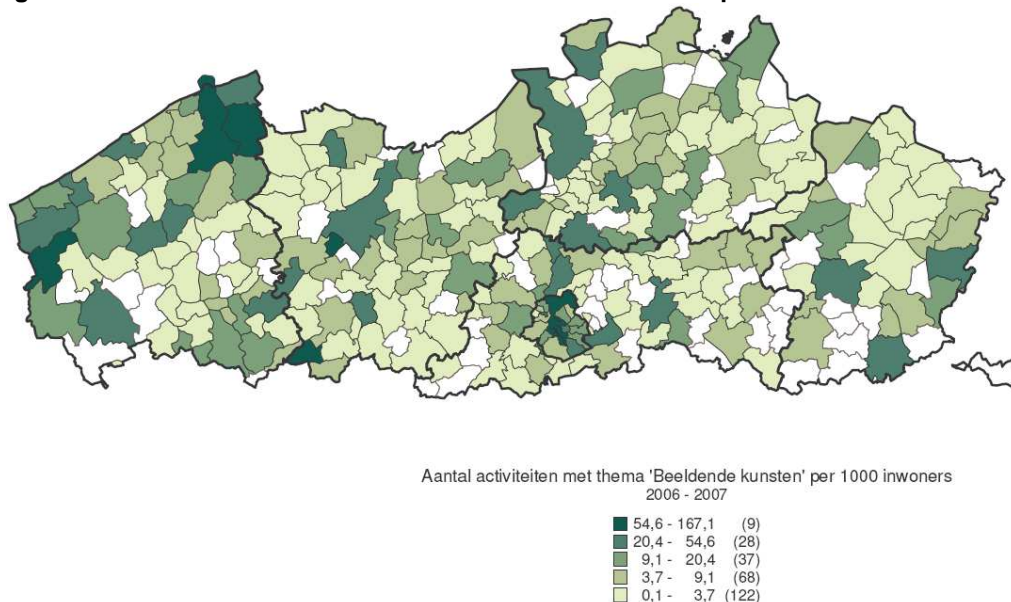 Aantal activiteiten met thema 'Beeldende kunsten' per 1000 inwoners
2006 - 2007
54,6 - 167,1 (9)
20,4 - 54,6 (28)
9,1 - 20,4 (37)
3,7 - 9,1 (68)
0,1 - 3,7 (122)